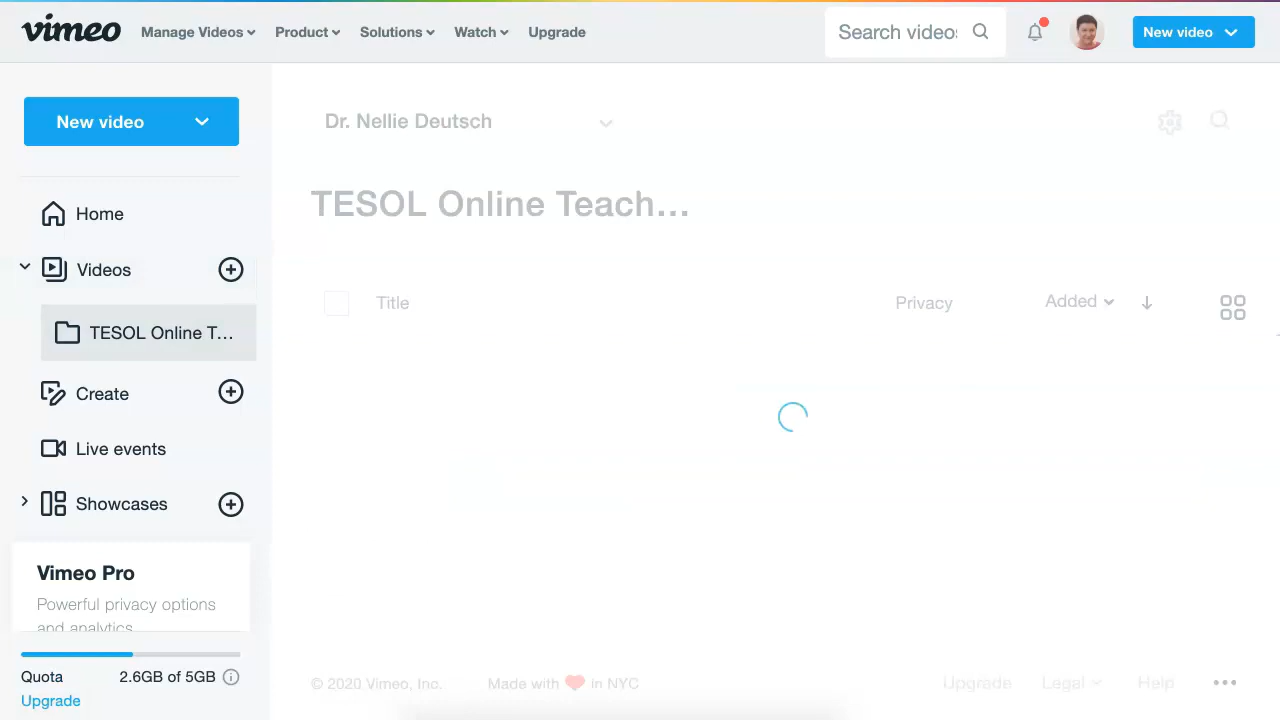 vimeo
Manage Videos
Product
Solutions
Watch
Upgrade
Search videos
New video
New video
Home
Videos
TESOL Online T...
Create
Live events
Showcases
Vimeo Pro
Powerful privacy options
and analytics
Quota
2.6GB of 5GB
Upgrade
Dr. Nellie Deutsch
TESOL Online Teach...
Title
Privacy
Added
© 2020 Vimeo, Inc.
Made with
in NYC
Upgrade
Legal
Help